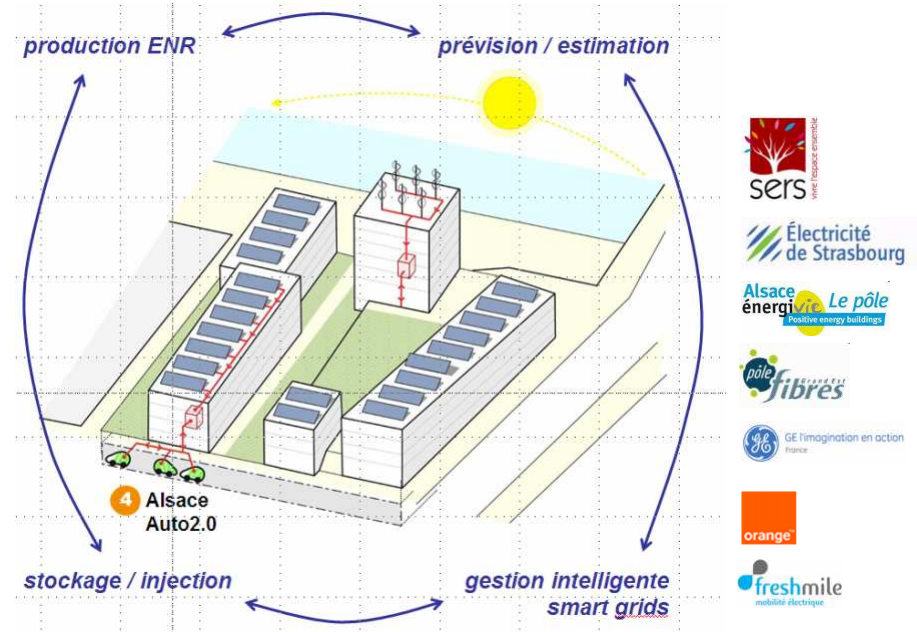 production ENR
prévision / estimation
4 Alsace
Auto2.0
stockage / injection
gestion intelligente
smart grids
sers
vivre l'espace ensemble
Électricité
de Strasbourg
Alsace
énergivie Le pôle
Positive energy buildings
pôle
fibres
GRAND EST
GE l'imagination en action
France
orange™
freshmile
mobilité électrique